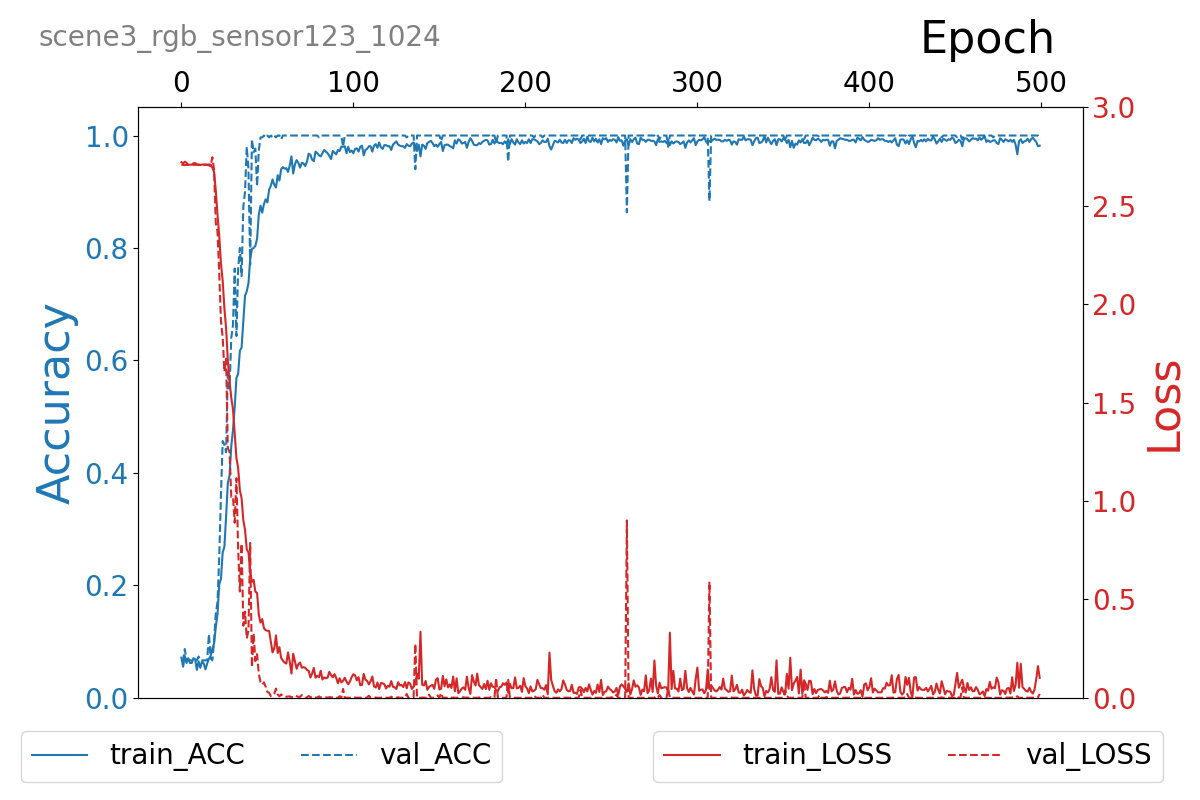 scene3_rgb_sensor123_1024
Epoch
0 100 200 300 400 500
1.0
0.8
0.6
0.4
0.2
0.0
Accuracy
3.0
2.5
2.0
1.5
1.0
0.5
0.0
Loss
train_ACC val_ACC
train_LOSS val_LOSS